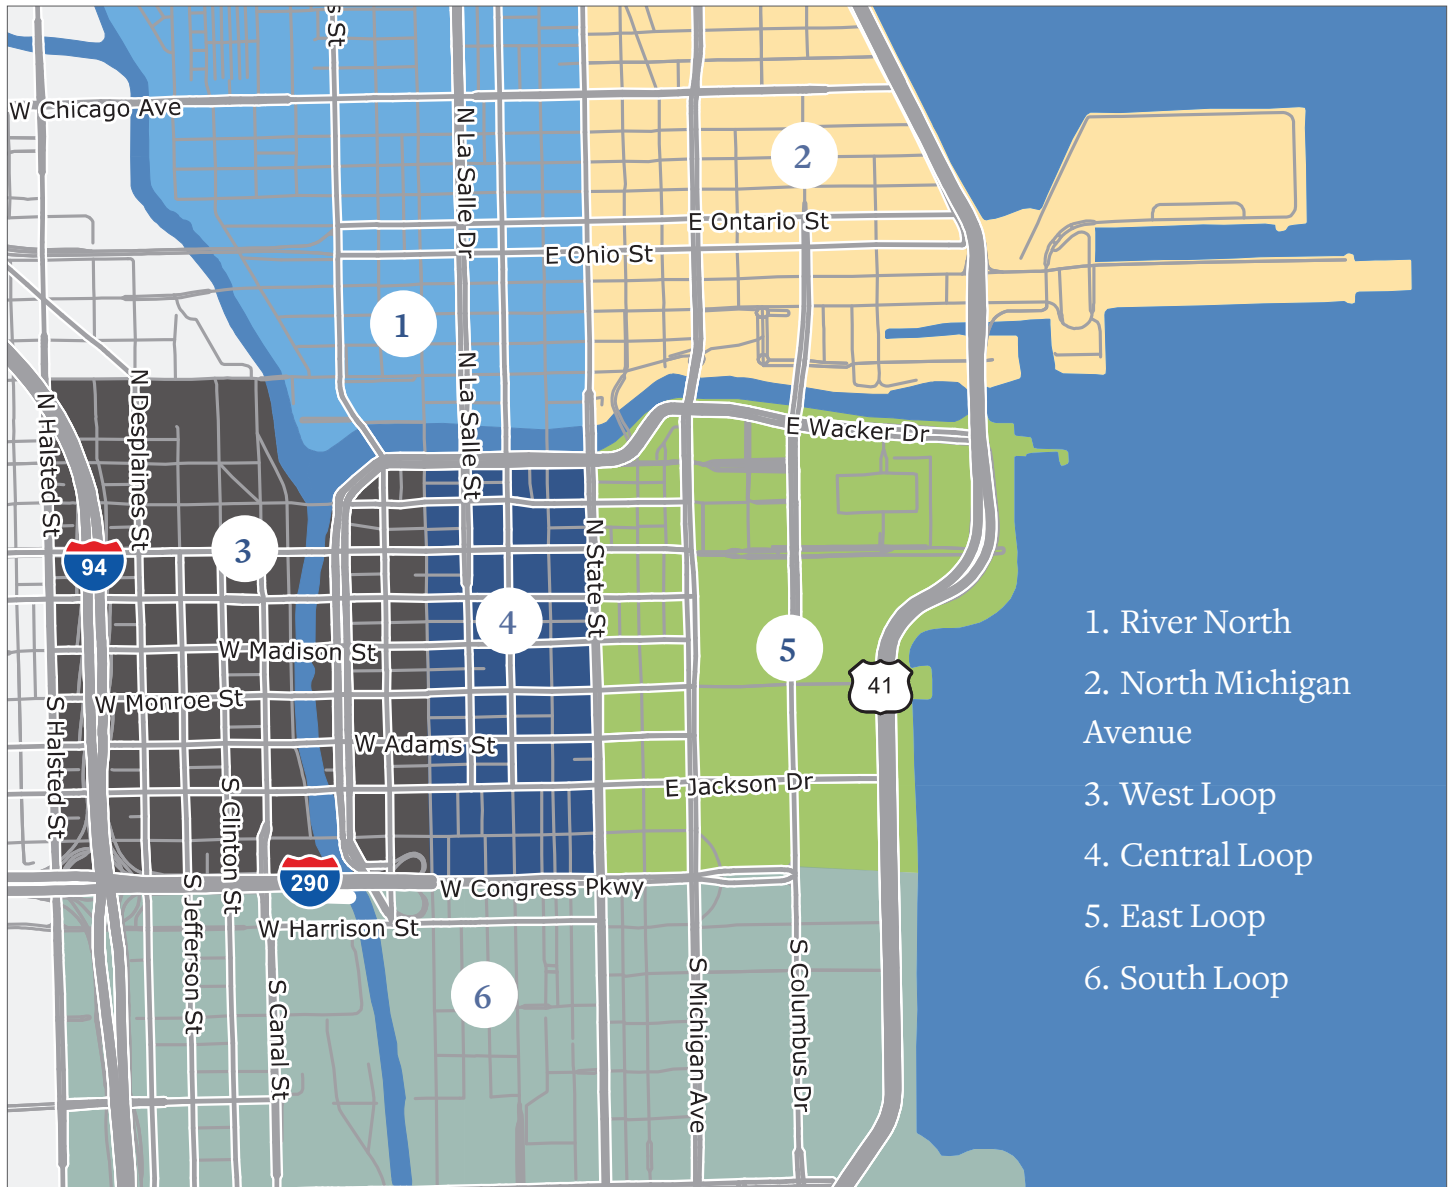 s St
W Chicago Ave
N La Salle Dr
2
E Ontario St
E Ohio St
1
N La Salle St
N Halsted St
N Desplaines St
E Wacker Dr
3
94
N State St
4
5
W Madison St
41
W Monroe St
S Halsted St
W Adams St
E Jackson Dr
S Clinton St
290
W Congress Pkwy
S Jefferson St
W Harrison St
6
S Canal St
S Michigan Ave
S Columbus Dr
1. River North
2. North Michigan
Avenue
3. West Loop
4. Central Loop
5. East Loop
6. South Loop